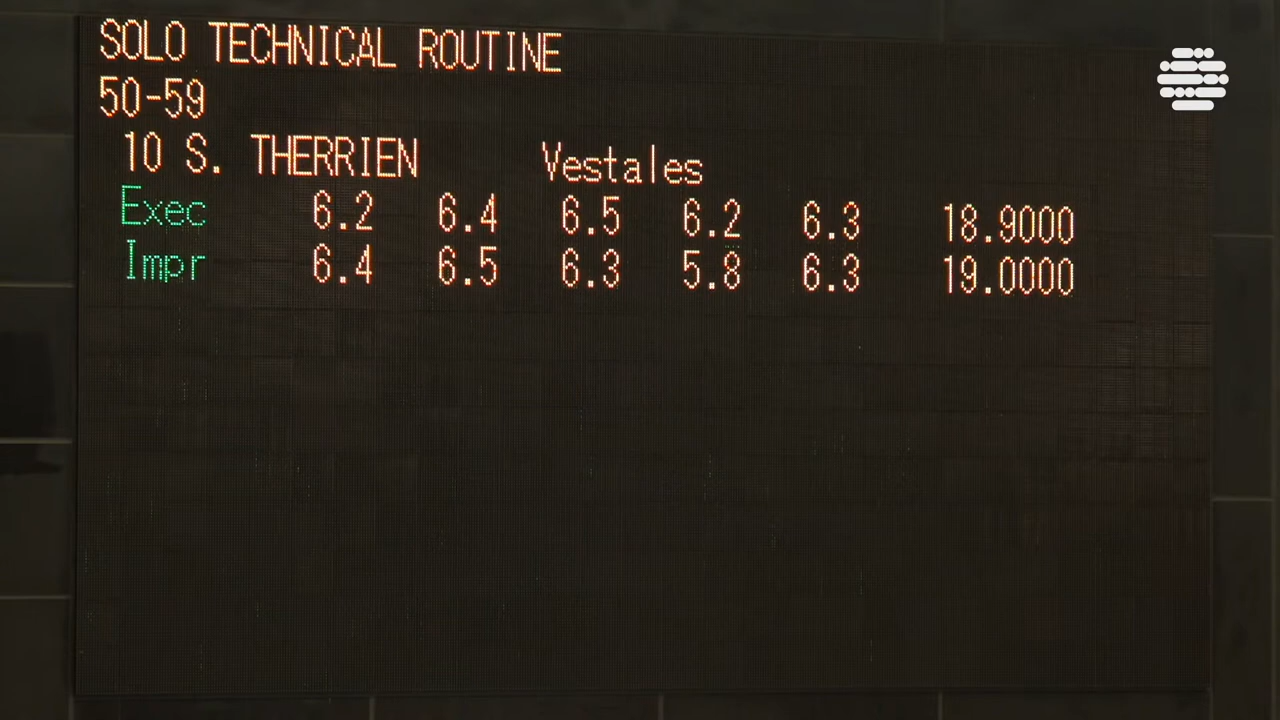 SOLO TECHNICAL ROUTINE
50-59
10 S. THERRIEN Vestales
Exec 6.2 6.4 6.5 6.2 6.3 18.9000
Impr 6.4 6.5 6.3 5.8 6.3 19.0000